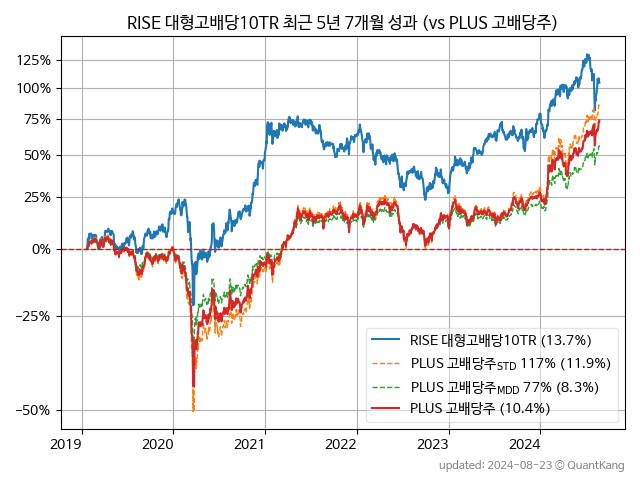 RISE 대형고배당10TR 최근 5년 7개월 성과 (vs PLUS 고배당주)
125%
100%
75%
50%
25%
0%
−25%
−50%
RISE 대형고배당10TR (13.7%)
PLUS 고배당주STD 117% (11.9%)
PLUS 고배당주MDD 77% (8.3%)
PLUS 고배당주 (10.4%)
2019 2020 2021 2022 2023 2024
updated: 2024-08-23 © QuantKang